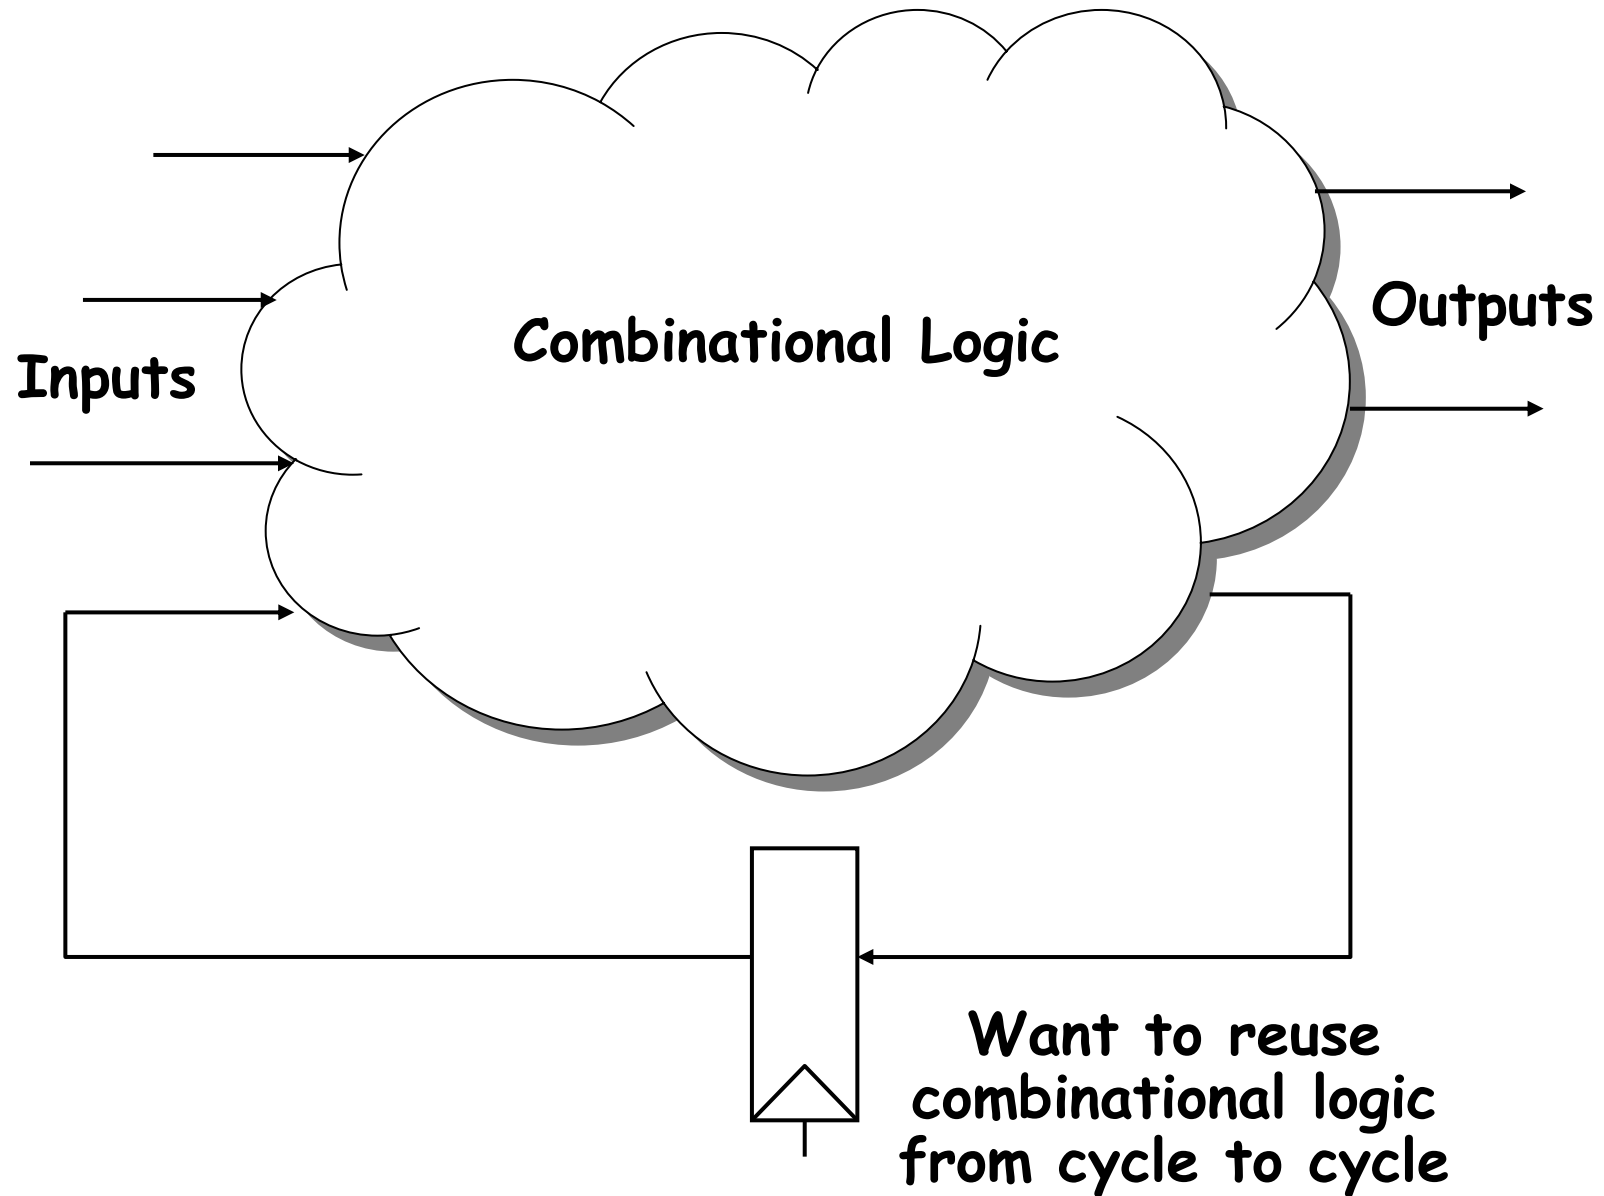 Outputs
Combinational Logic
Inputs
Want to reuse
combinational logic
from cycle to cycle